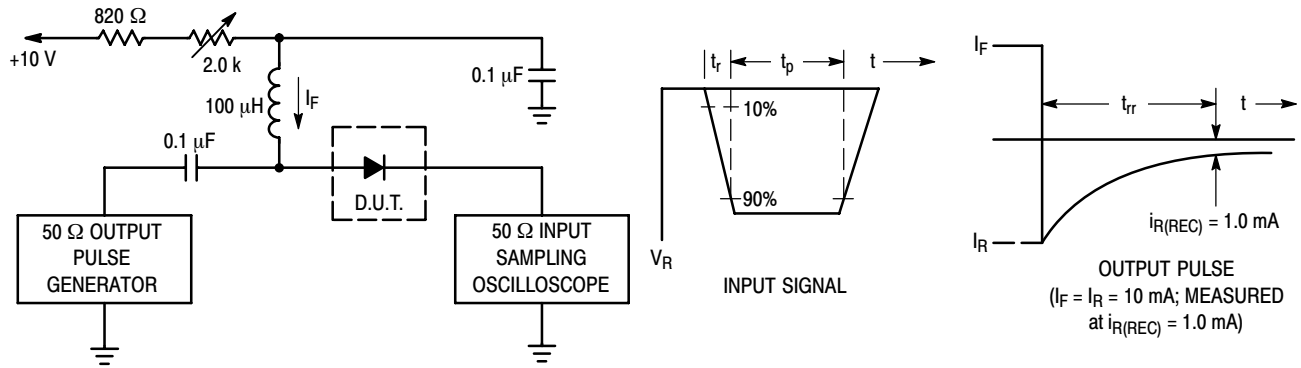 820 Ω
+10 V
2.0 k
100 μH
I_F
0.1 μF
0.1 μF
D.U.T.
50 Ω OUTPUT
PULSE
GENERATOR
50 Ω INPUT
SAMPLING
OSCILLOSCOPE
t_r
t_p
t
10%
90%
V_R
INPUT SIGNAL
I_F
t_rr
t
I_R
i_R(REC) = 1.0 mA
OUTPUT PULSE
(I_F = I_R = 10 mA; MEASURED
at i_R(REC) = 1.0 mA)